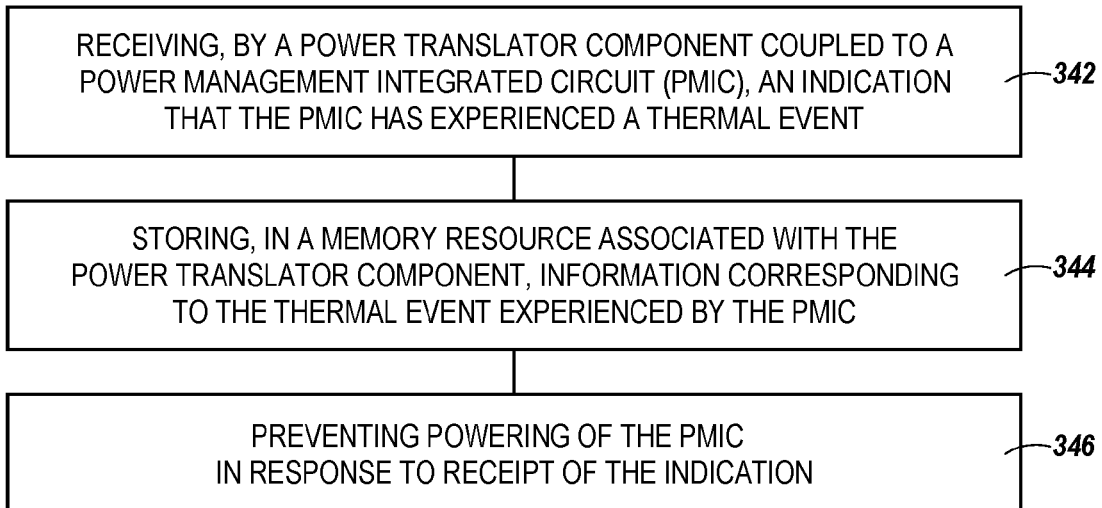 RECEIVING, BY A POWER TRANSLATOR COMPONENT COUPLED TO A
POWER MANAGEMENT INTEGRATED CIRCUIT (PMIC), AN INDICATION
THAT THE PMIC HAS EXPERIENCED A THERMAL EVENT
342
STORING, IN A MEMORY RESOURCE ASSOCIATED WITH THE
POWER TRANSLATOR COMPONENT, INFORMATION CORRESPONDING
TO THE THERMAL EVENT EXPERIENCED BY THE PMIC
344
PREVENTING POWERING OF THE PMIC
IN RESPONSE TO RECEIPT OF THE INDICATION
346